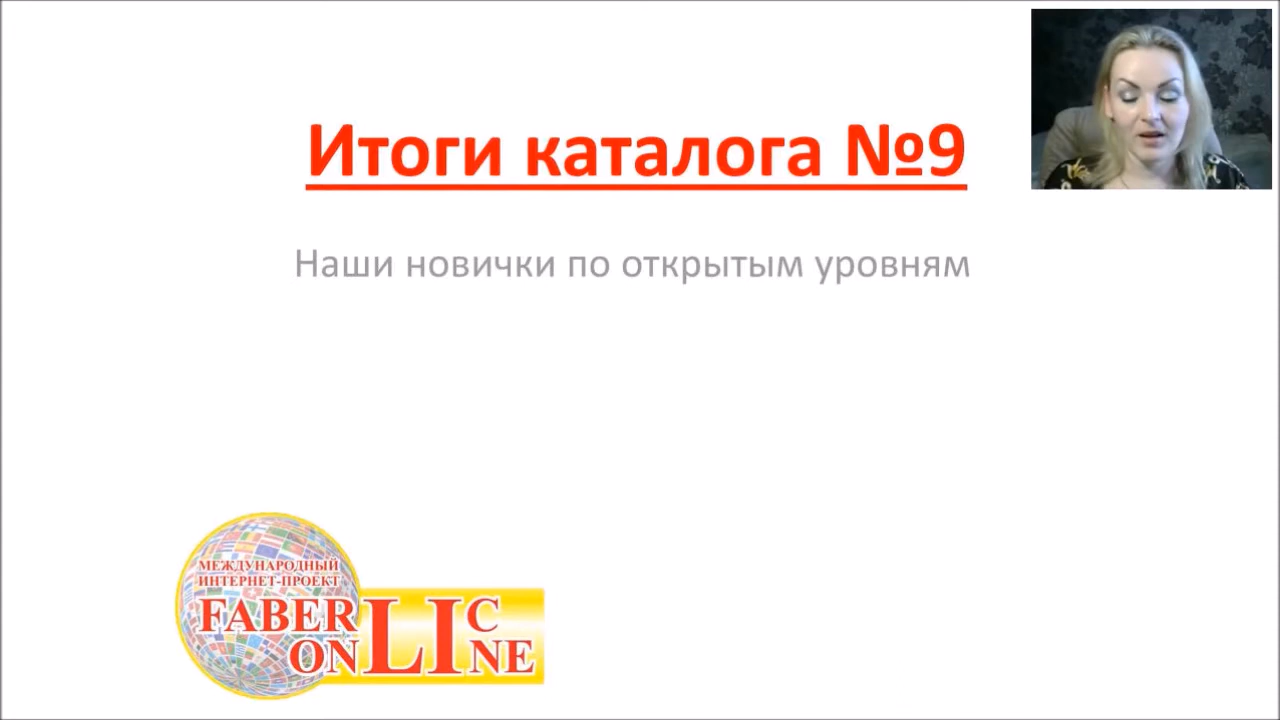 Итоги каталога №9
Наши новички по открытым уровням
МЕЖДУНАРОДНЫЙ
ИНТЕРНЕТ-ПРОЕКТ
FABERLIC
ONLINE